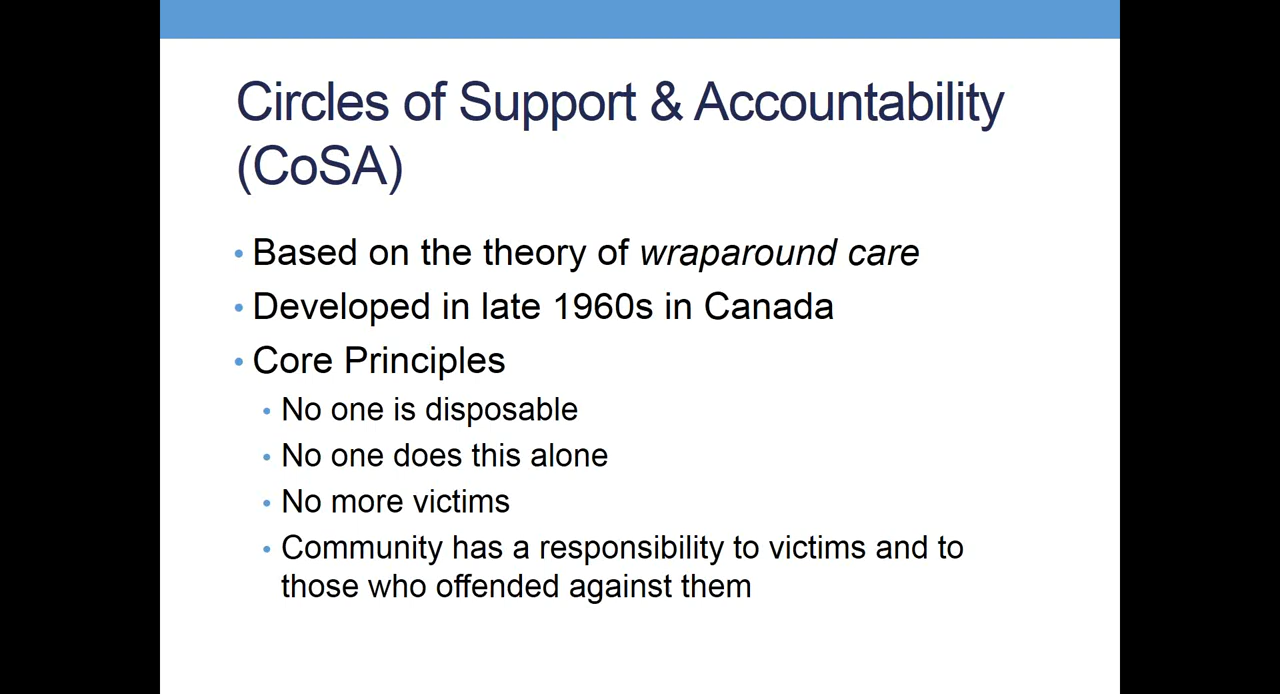 Circles of Support & Accountability
(CoSA)
• Based on the theory of wraparound care
• Developed in late 1960s in Canada
• Core Principles
• No one is disposable
• No one does this alone
• No more victims
• Community has a responsibility to victims and to
those who offended against them